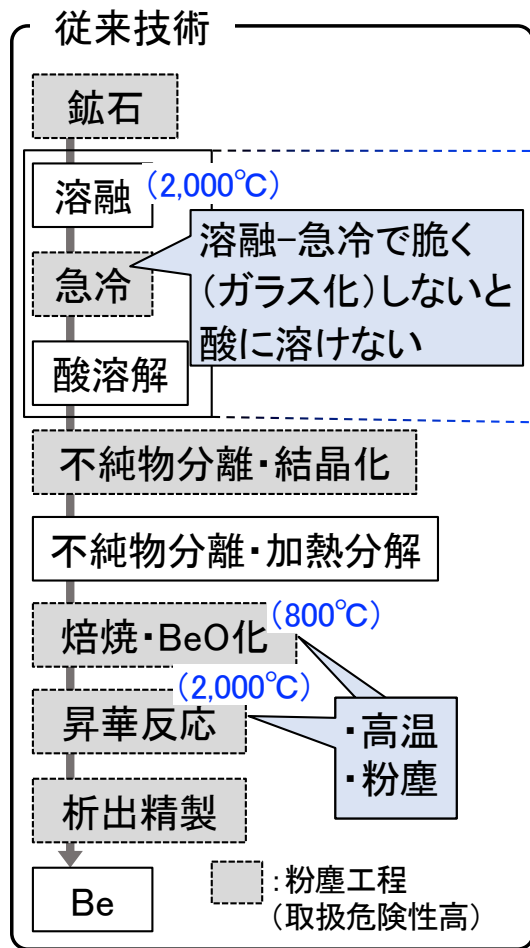 従来技術
鉱石
溶融
(2,000℃)
溶融-急冷で脆く
(ガラス化)しないと
酸に溶けない
急冷
酸溶解
不純物分離・結晶化
不純物分離・加熱分解
焙焼・BeO化
(800℃)
昇華反応
(2,000℃)
・高温
・粉塵
析出精製
Be
:粉塵工程
(取扱危険性高)